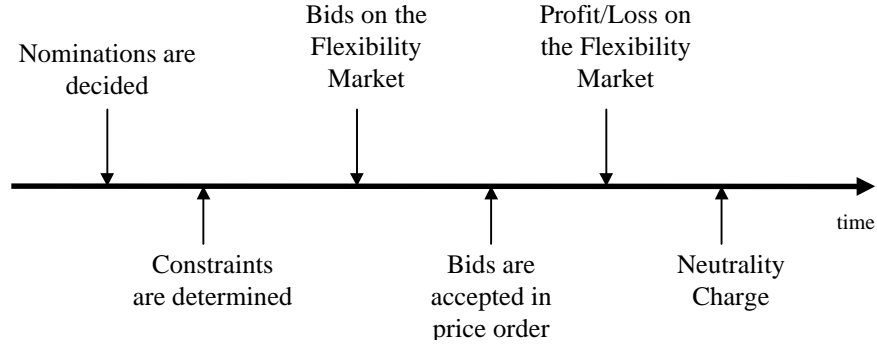 Nominations are
decided
Bids on the
Flexibility
Market
Profit/Loss on
the Flexibility
Market
time
Constraints
are determined
Bids are
accepted in
price order
Neutrality
Charge